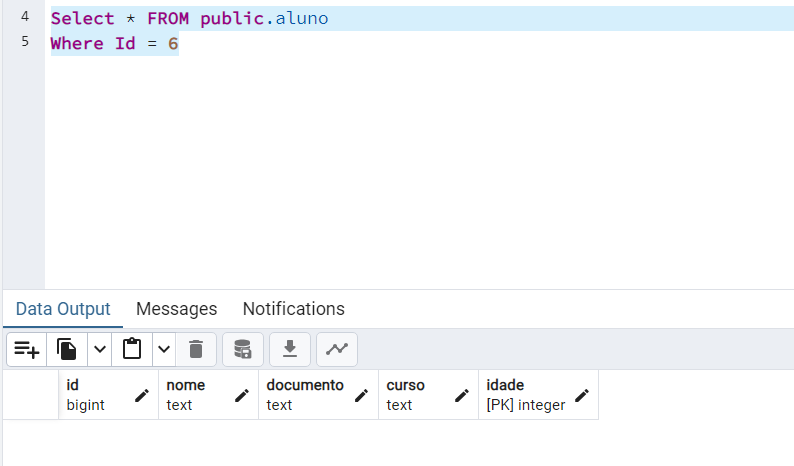 4 Select * FROM public.aluno
5 Where Id = 6
Data Output Messages Notifications
id nome documento curso idade
bigint text text text [PK] integer